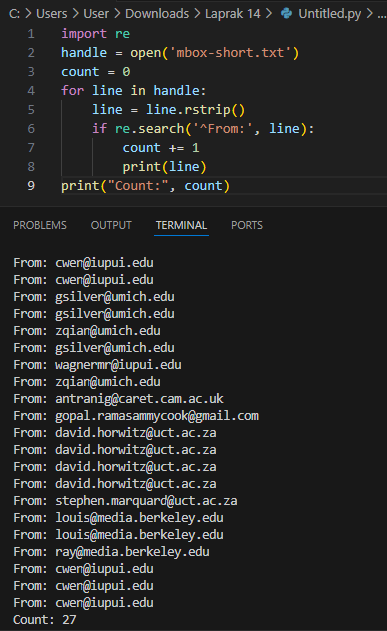 C: > Users > User > Downloads > Laprak 14 > Untitled.py > ...
1 import re
2 handle = open('mbox-short.txt')
3 count = 0
4 for line in handle:
5     line = line.rstrip()
6     if re.search('^From:', line):
7         count += 1
8         print(line)
9 print("Count:", count)
PROBLEMS OUTPUT TERMINAL PORTS
From: cwen@iupui.edu
From: cwen@iupui.edu
From: gsilver@umich.edu
From: gsilver@umich.edu
From: zqian@umich.edu
From: gsilver@umich.edu
From: wagnermr@iupui.edu
From: zqian@umich.edu
From: antranig@caret.cam.ac.uk
From: gopal.ramasammycook@gmail.com
From: david.horwitz@uct.ac.za
From: david.horwitz@uct.ac.za
From: david.horwitz@uct.ac.za
From: david.horwitz@uct.ac.za
From: stephen.marquard@uct.ac.za
From: louis@media.berkeley.edu
From: louis@media.berkeley.edu
From: ray@media.berkeley.edu
From: cwen@iupui.edu
From: cwen@iupui.edu
From: cwen@iupui.edu
Count: 27